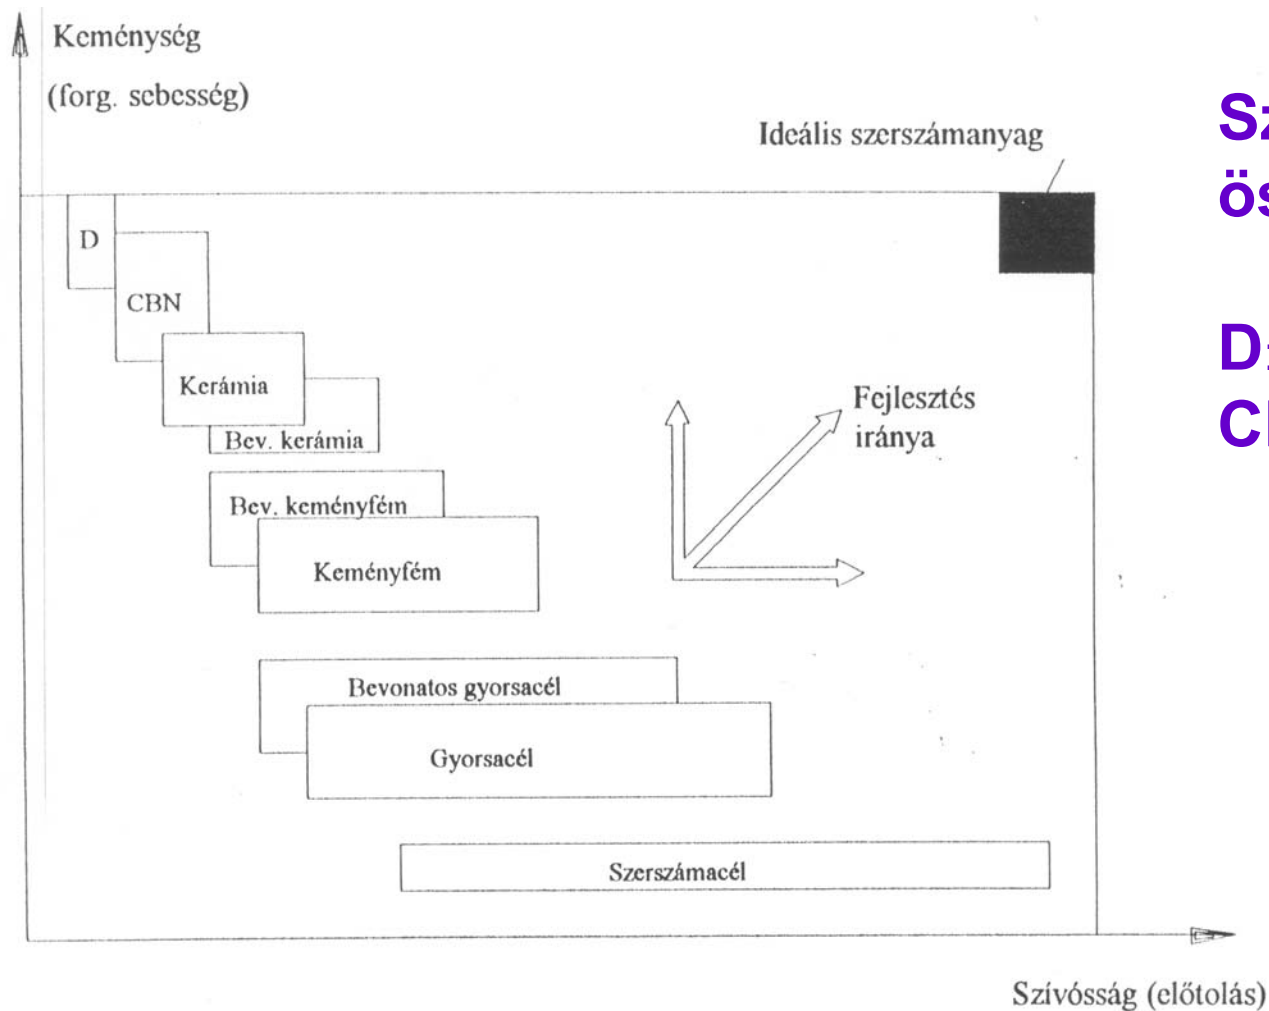 Keménység
(forg. sebesség)
Ideális szerszámanyag
D
CBN
Kerámia
Bev. kerámia
Bev. keményfém
Keményfém
Fejlesztés
iránya
Bevonatos gyorsacél
Gyorsacél
Szerszámacél
Szívósság (előtolás)